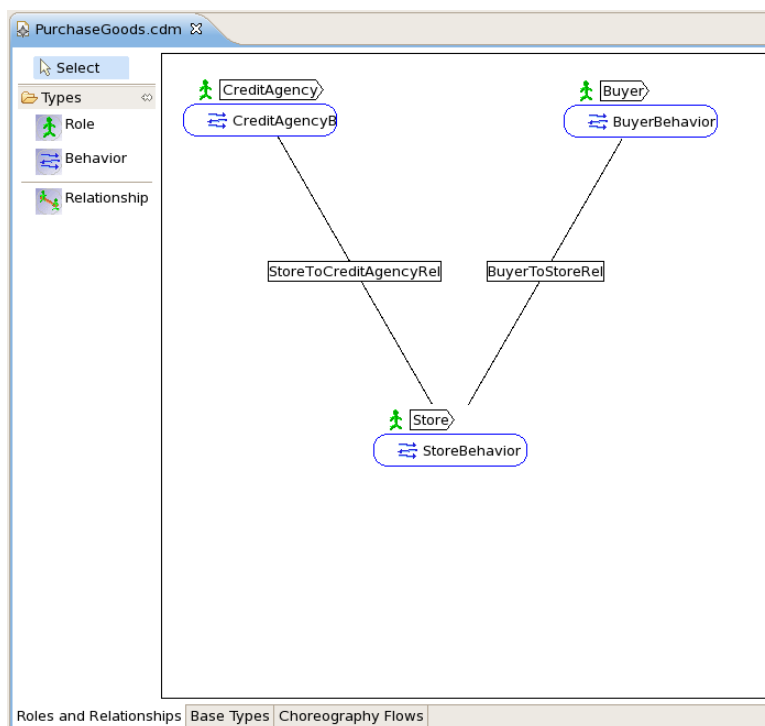 PurchaseGoods.cdm
Select
Types
Role
Behavior
Relationship
CreditAgency
CreditAgencyB
Buyer
BuyerBehavior
StoreToCreditAgencyRel
BuyerToStoreRel
Store
StoreBehavior
Roles and Relationships
Base Types
Choreography Flows